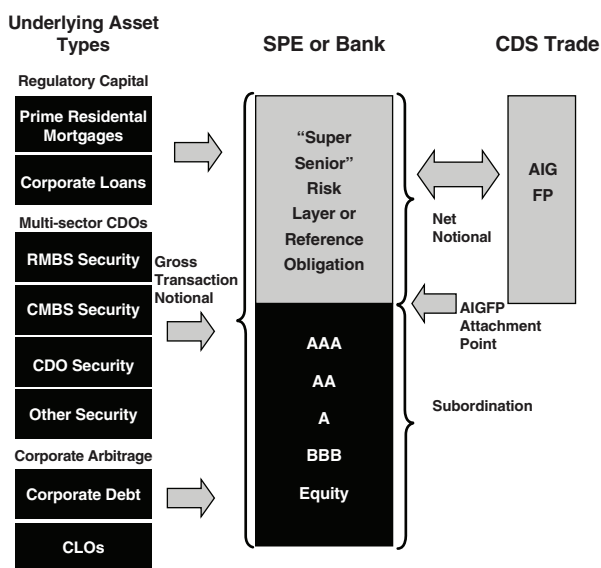 Underlying Asset
Types
SPE or Bank
CDS Trade
Regulatory Capital
Prime Residental
Mortgages
Corporate Loans
Multi-sector CDOs
RMBS Security
CMBS Security
CDO Security
Other Security
Corporate Arbitrage
Corporate Debt
CLOs
Gross
Transaction
Notional
“Super
Senior”
Risk
Layer or
Reference
Obligation
AAA
AA
A
BBB
Equity
Net
Notional
AIGFP
Attachment
Point
Subordination
AIG
FP